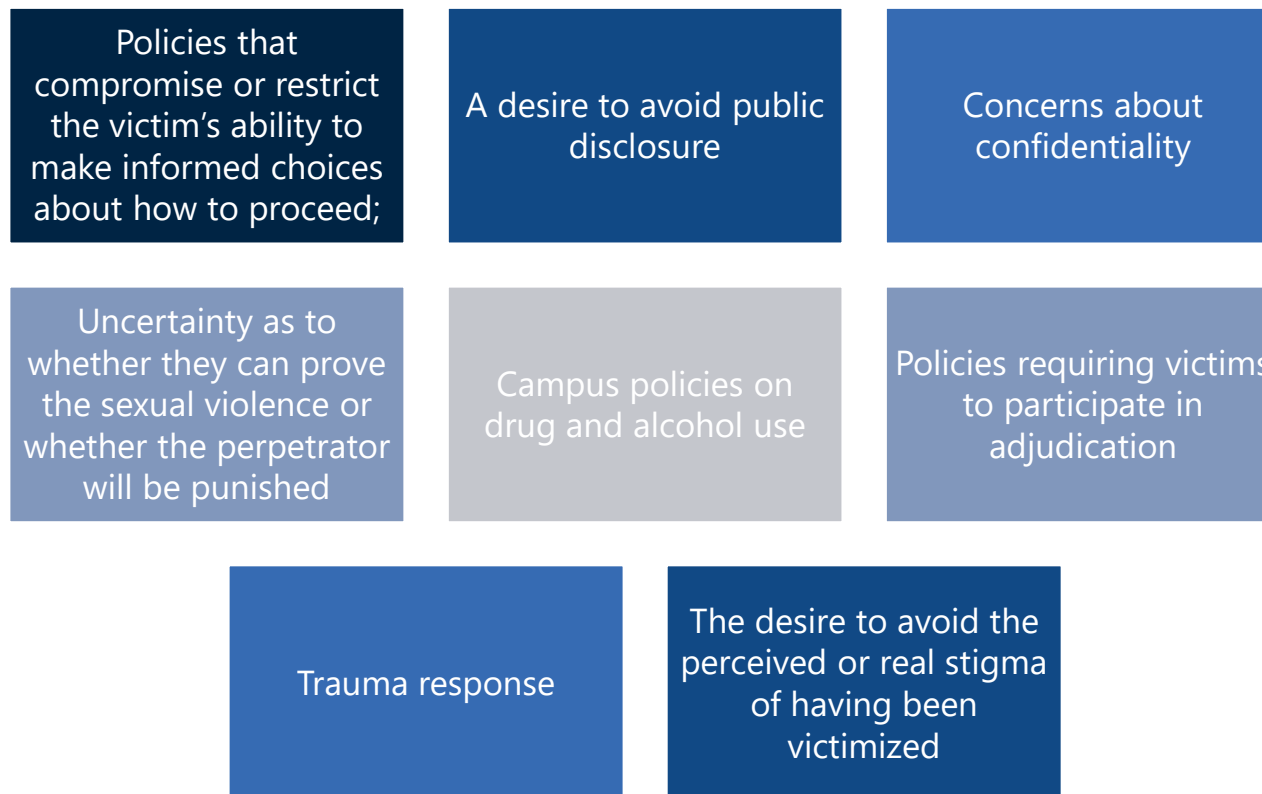 Policies that
compromise or restrict
the victim’s ability to
make informed choices
about how to proceed;
A desire to avoid public
disclosure
Concerns about
confidentiality
Uncertainty as to
whether they can prove
the sexual violence or
whether the perpetrator
will be punished
Campus policies on
drug and alcohol use
Policies requiring victims
to participate in
adjudication
Trauma response
The desire to avoid the
perceived or real stigma
of having been
victimized